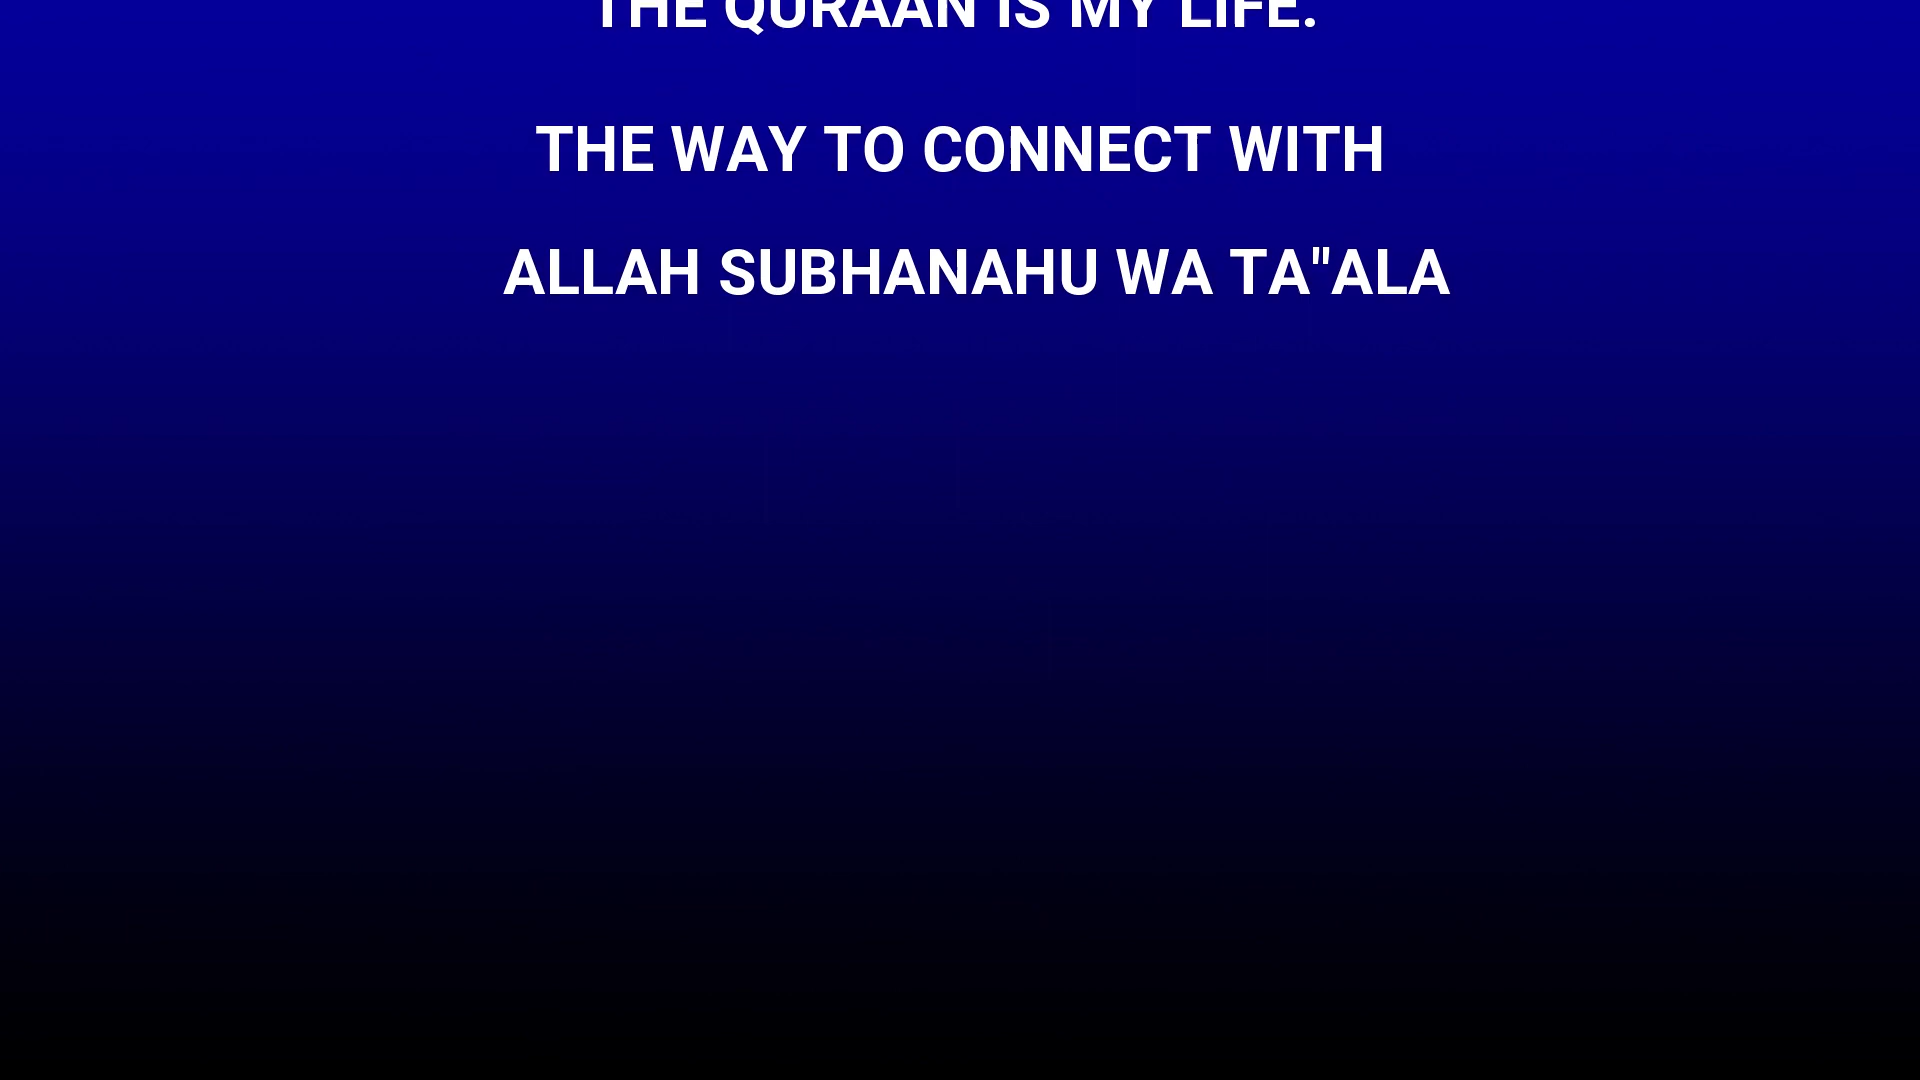 THE QURAAN IS MY LIFE.
THE WAY TO CONNECT WITH
ALLAH SUBHANAHU WA TA"ALA